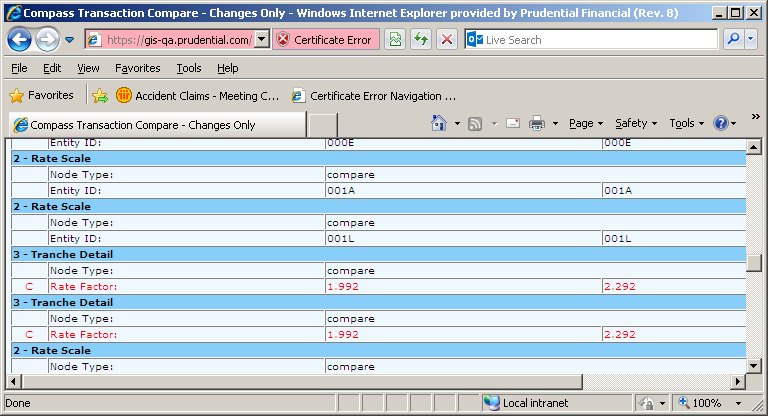 Compass Transaction Compare - Changes Only - Windows Internet Explorer provided by Prudential Financial (Rev. 8)
https://gis-qa.prudential.com/ Certificate Error Live Search
File Edit View Favorites Tools Help
Favorites Accident Claims - Meeting C... Certificate Error Navigation ...
Compass Transaction Compare - Changes Only Page Safety Tools »
Entity ID: 000E 000E
2 - Rate Scale
Node Type: compare
Entity ID: 001A 001A
2 - Rate Scale
Node Type: compare
Entity ID: 001L 001L
3 - Tranche Detail
Node Type: compare
C Rate Factor: 1.992 2.292
3 - Tranche Detail
Node Type: compare
C Rate Factor: 1.992 2.292
2 - Rate Scale
Node Type: compare
Done Local intranet 100%